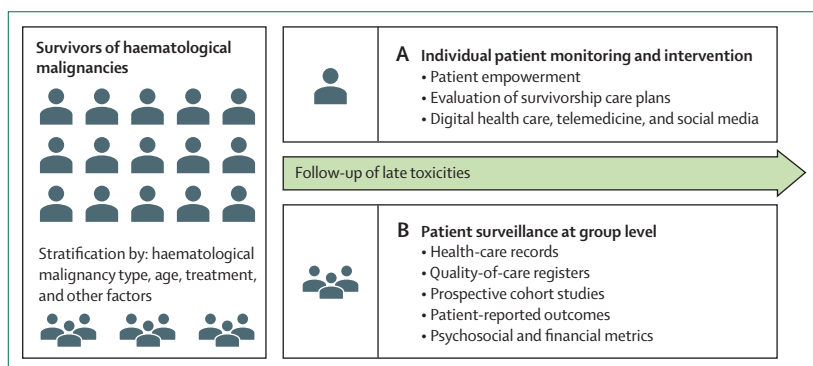 Survivors of haematological
malignancies
Stratification by: haematological
malignancy type, age, treatment,
and other factors
A Individual patient monitoring and intervention
• Patient empowerment
• Evaluation of survivorship care plans
• Digital health care, telemedicine, and social media
Follow-up of late toxicities
B Patient surveillance at group level
• Health-care records
• Quality-of-care registers
• Prospective cohort studies
• Patient-reported outcomes
• Psychosocial and financial metrics